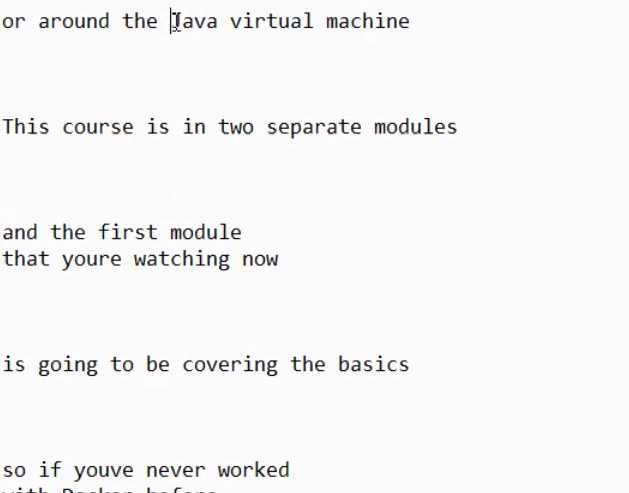 or around the Java virtual machine
This course is in two separate modules
and the first module
that youre watching now
is going to be covering the basics
so if youve never worked
with Docker before